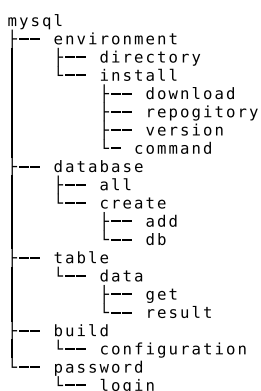 mysql
├── environment
│   ├── directory
│   └── install
│       ├── download
│       ├── repogitory
│       ├── version
│       └─ command
├── database
│   ├── all
│   └── create
│       ├── add
│       └─ db
├── table
│   └── data
│       ├── get
│       └── result
├── build
│   └── configuration
└── password
    └── login